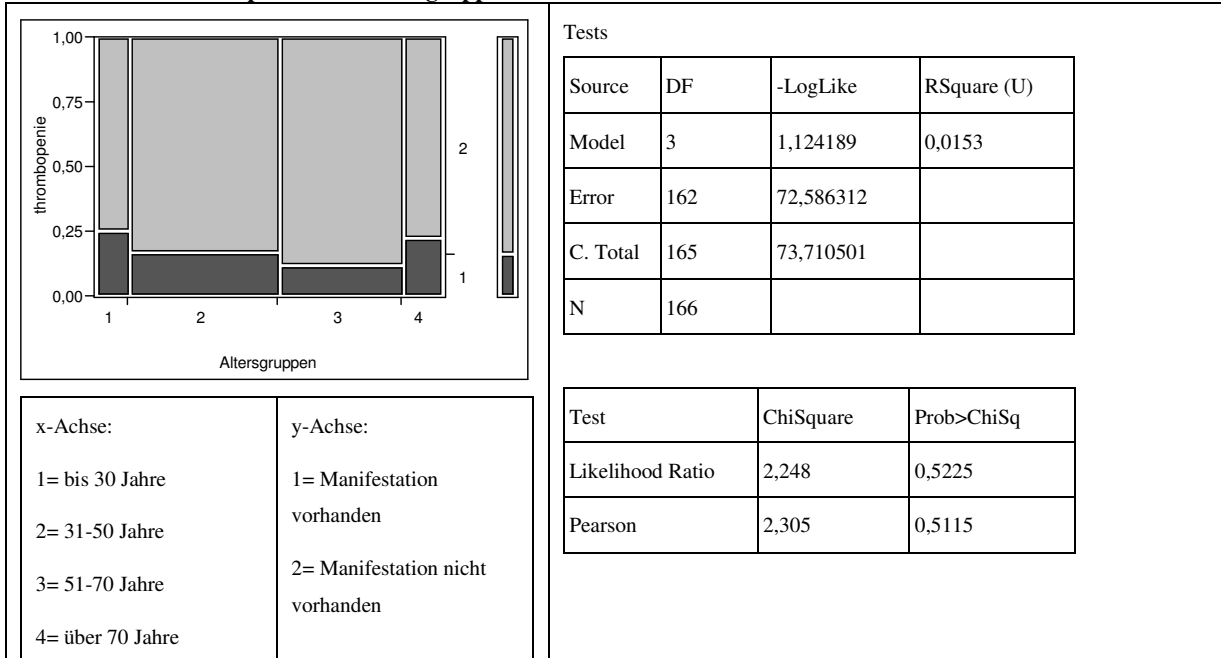 1,00
0,75
0,50
0,25
0,00
thrombopenie
2
1
1 2 3 4
Altersgruppen
x-Achse:
1= bis 30 Jahre
2= 31-50 Jahre
3= 51-70 Jahre
4= über 70 Jahre
y-Achse:
1= Manifestation
vorhanden
2= Manifestation nicht
vorhanden
Tests
Source DF -LogLike RSquare (U)
Model 3 1,124189 0,0153
Error 162 72,586312
C. Total 165 73,710501
N 166
Test ChiSquare Prob>ChiSq
Likelihood Ratio 2,248 0,5225
Pearson 2,305 0,5115